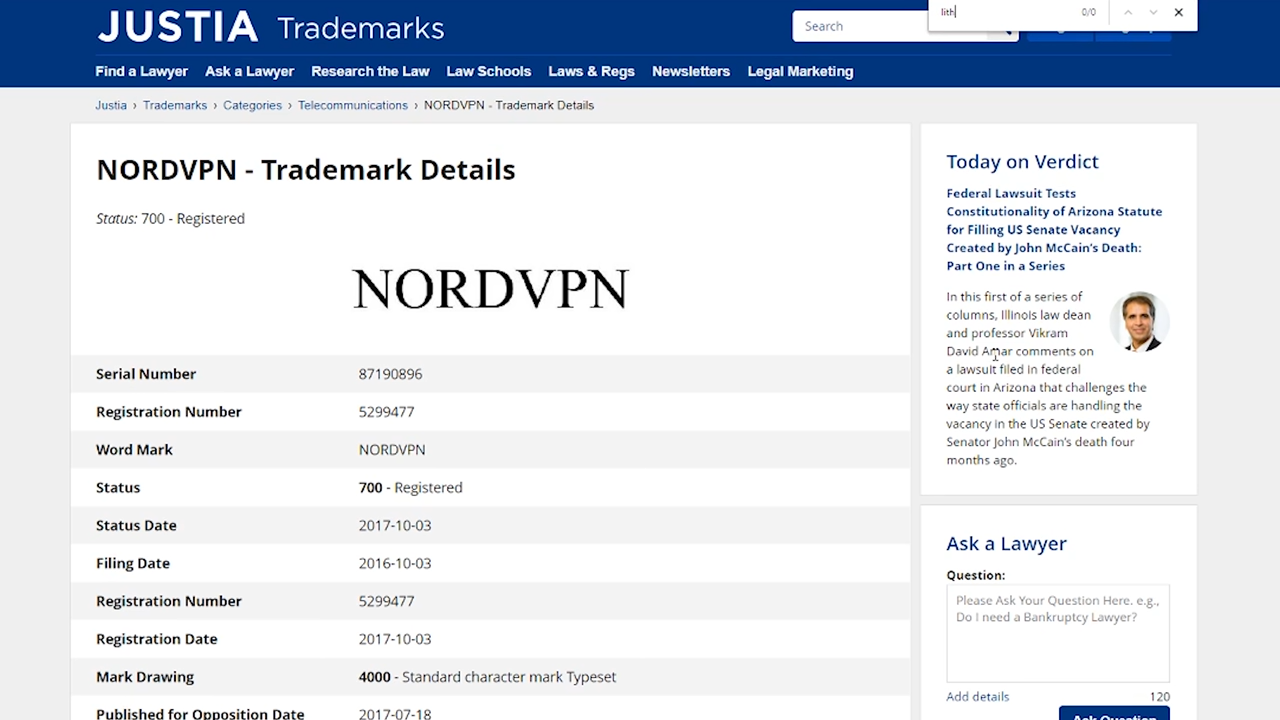 lith
0/0
JUSTIA Trademarks
Search
Find a Lawyer Ask a Lawyer Research the Law Law Schools Laws & Regs Newsletters Legal Marketing
Justia › Trademarks › Categories › Telecommunications › NORDVPN - Trademark Details
NORDVPN - Trademark Details
Status: 700 - Registered
NORDVPN
Serial Number 87190896
Registration Number 5299477
Word Mark NORDVPN
Status 700 - Registered
Status Date 2017-10-03
Filing Date 2016-10-03
Registration Number 5299477
Registration Date 2017-10-03
Mark Drawing 4000 - Standard character mark Typeset
Published for Opposition Date 2017-07-18
Today on Verdict
Federal Lawsuit Tests
Constitutionality of Arizona Statute
for Filling US Senate Vacancy
Created by John McCain's Death:
Part One in a Series
In this first of a series of
columns, Illinois law dean
and professor Vikram
David Amar comments on
a lawsuit filed in federal
court in Arizona that challenges the
way state officials are handling the
vacancy in the US Senate created by
Senator John McCain's death four
months ago.
Ask a Lawyer
Question:
Please Ask Your Question Here. e.g.,
Do I need a Bankruptcy Lawyer?
Add details 120
Ask Question